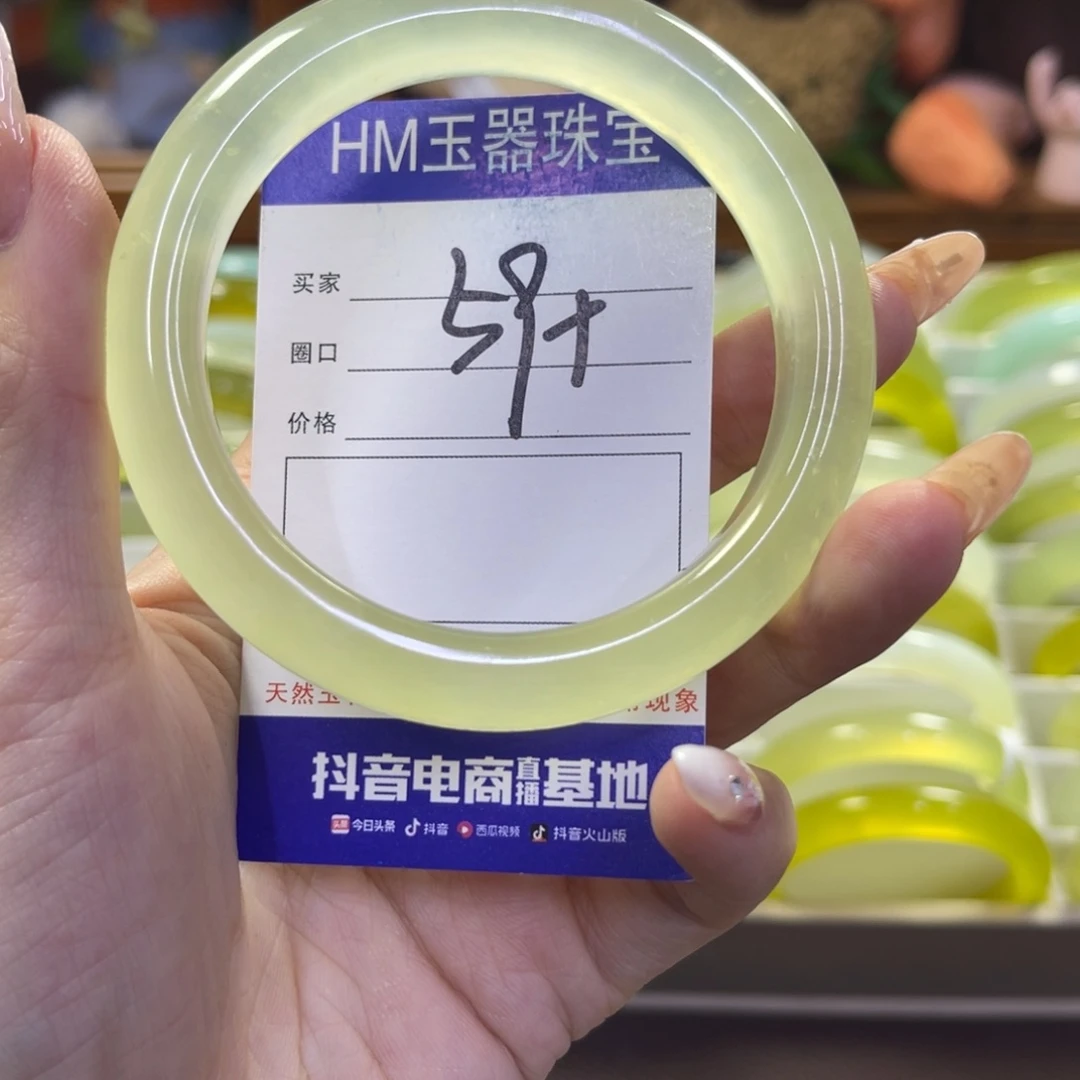 HM玉器珠宝
买家
圈口
价格
59+
天然玉
现象
抖音电商直播基地
今日头条 抖音 西瓜视频 抖音火山版